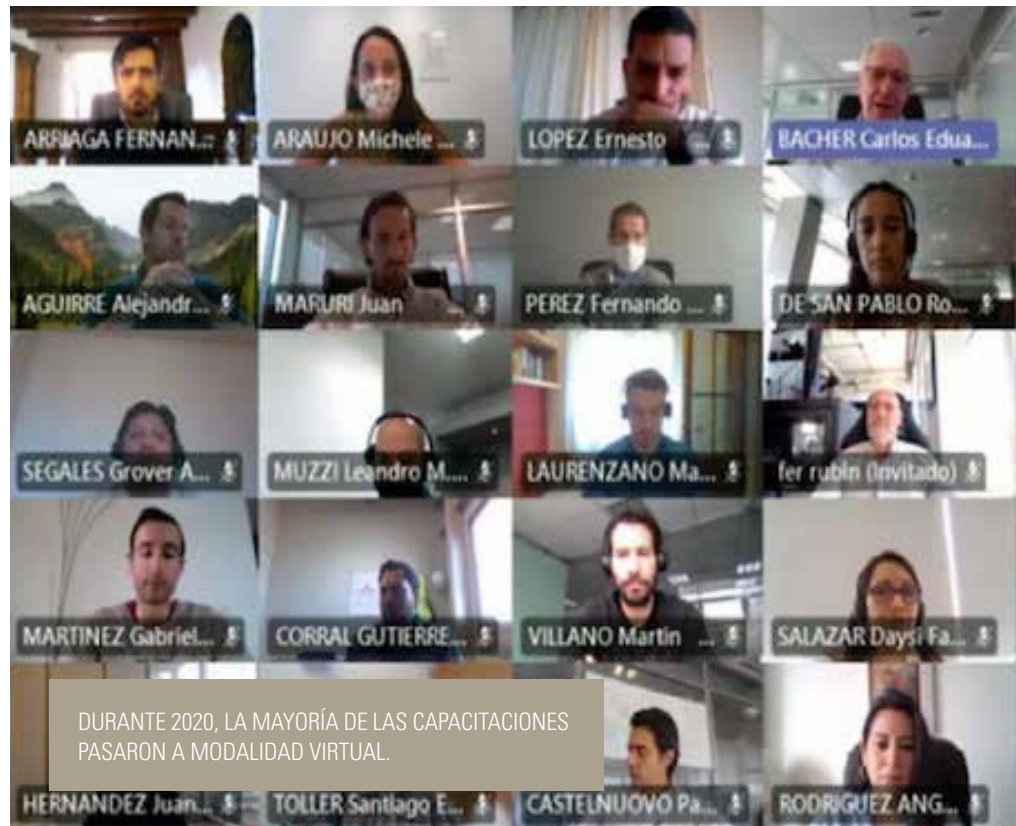 ARRIAGA FERNAN...
ARAUJO Michele ...
LOPEZ Ernesto ...
BACHER Carlos Edua...
AGUIRRE Alejandr...
MARURI Juan ...
PEREZ Fernando ...
DE SAN PABLO Ro...
SEGALES Grover A...
MUZZI Leandro M....
LAURENZANO Ma...
fer rubin (Invitado)
MARTINEZ Gabriel...
CORRAL GUTIERRE...
VILLANO Martin ...
SALAZAR Daysi Fa...
DURANTE 2020, LA MAYORÍA DE LAS CAPACITACIONES
PASARON A MODALIDAD VIRTUAL.
HERNANDEZ Juan...
TOLLER Santiago E...
CASTELNUOVO Pa...
RODRIGUEZ ANG...